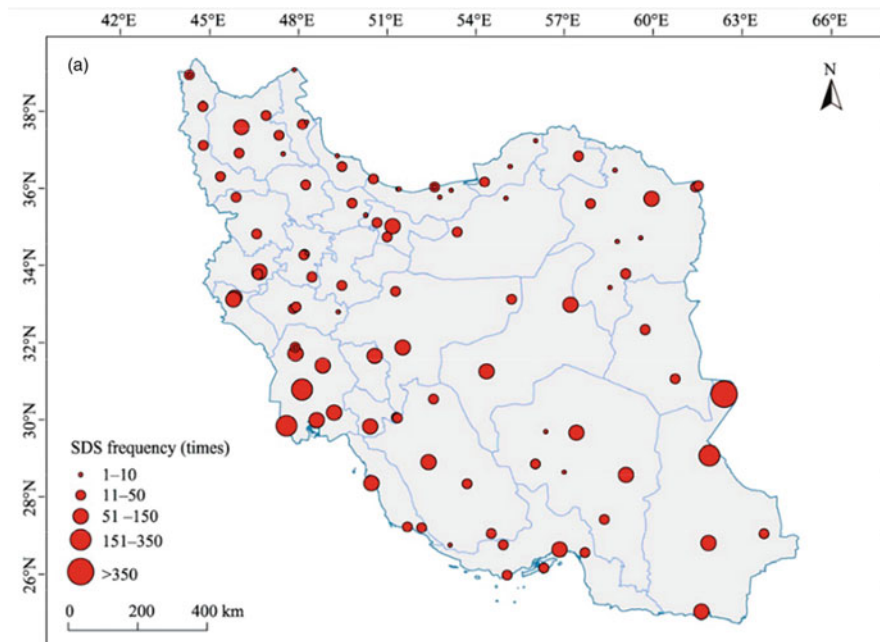 42°E 45°E 48°E 51°E 54°E 57°E 60°E 63°E 66°E
(a)
N
38°N
36°N
34°N
32°N
30°N
28°N
26°N
SDS frequency (times)
1–10
11–50
51 –150
151–350
>350
0 200 400 km